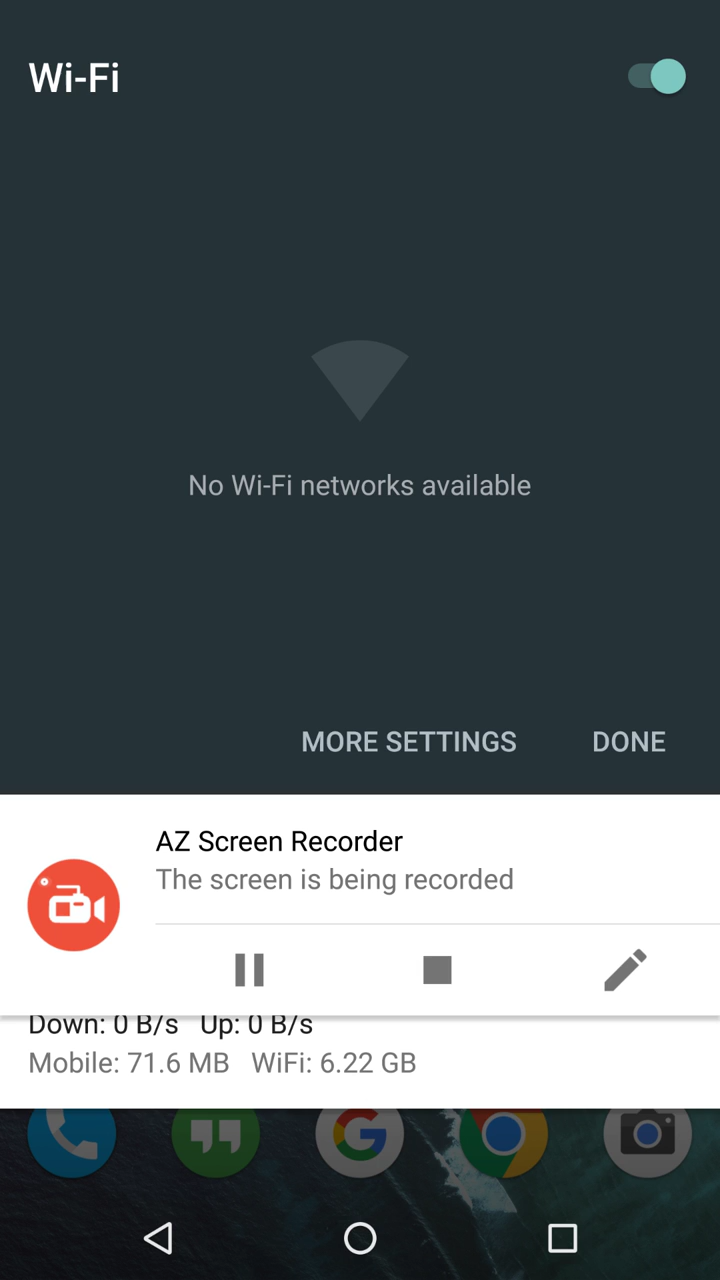 Wi-Fi
No Wi-Fi networks available
MORE SETTINGS DONE
AZ Screen Recorder
The screen is being recorded
Down: 0 B/s Up: 0 B/s
Mobile: 71.6 MB WiFi: 6.22 GB